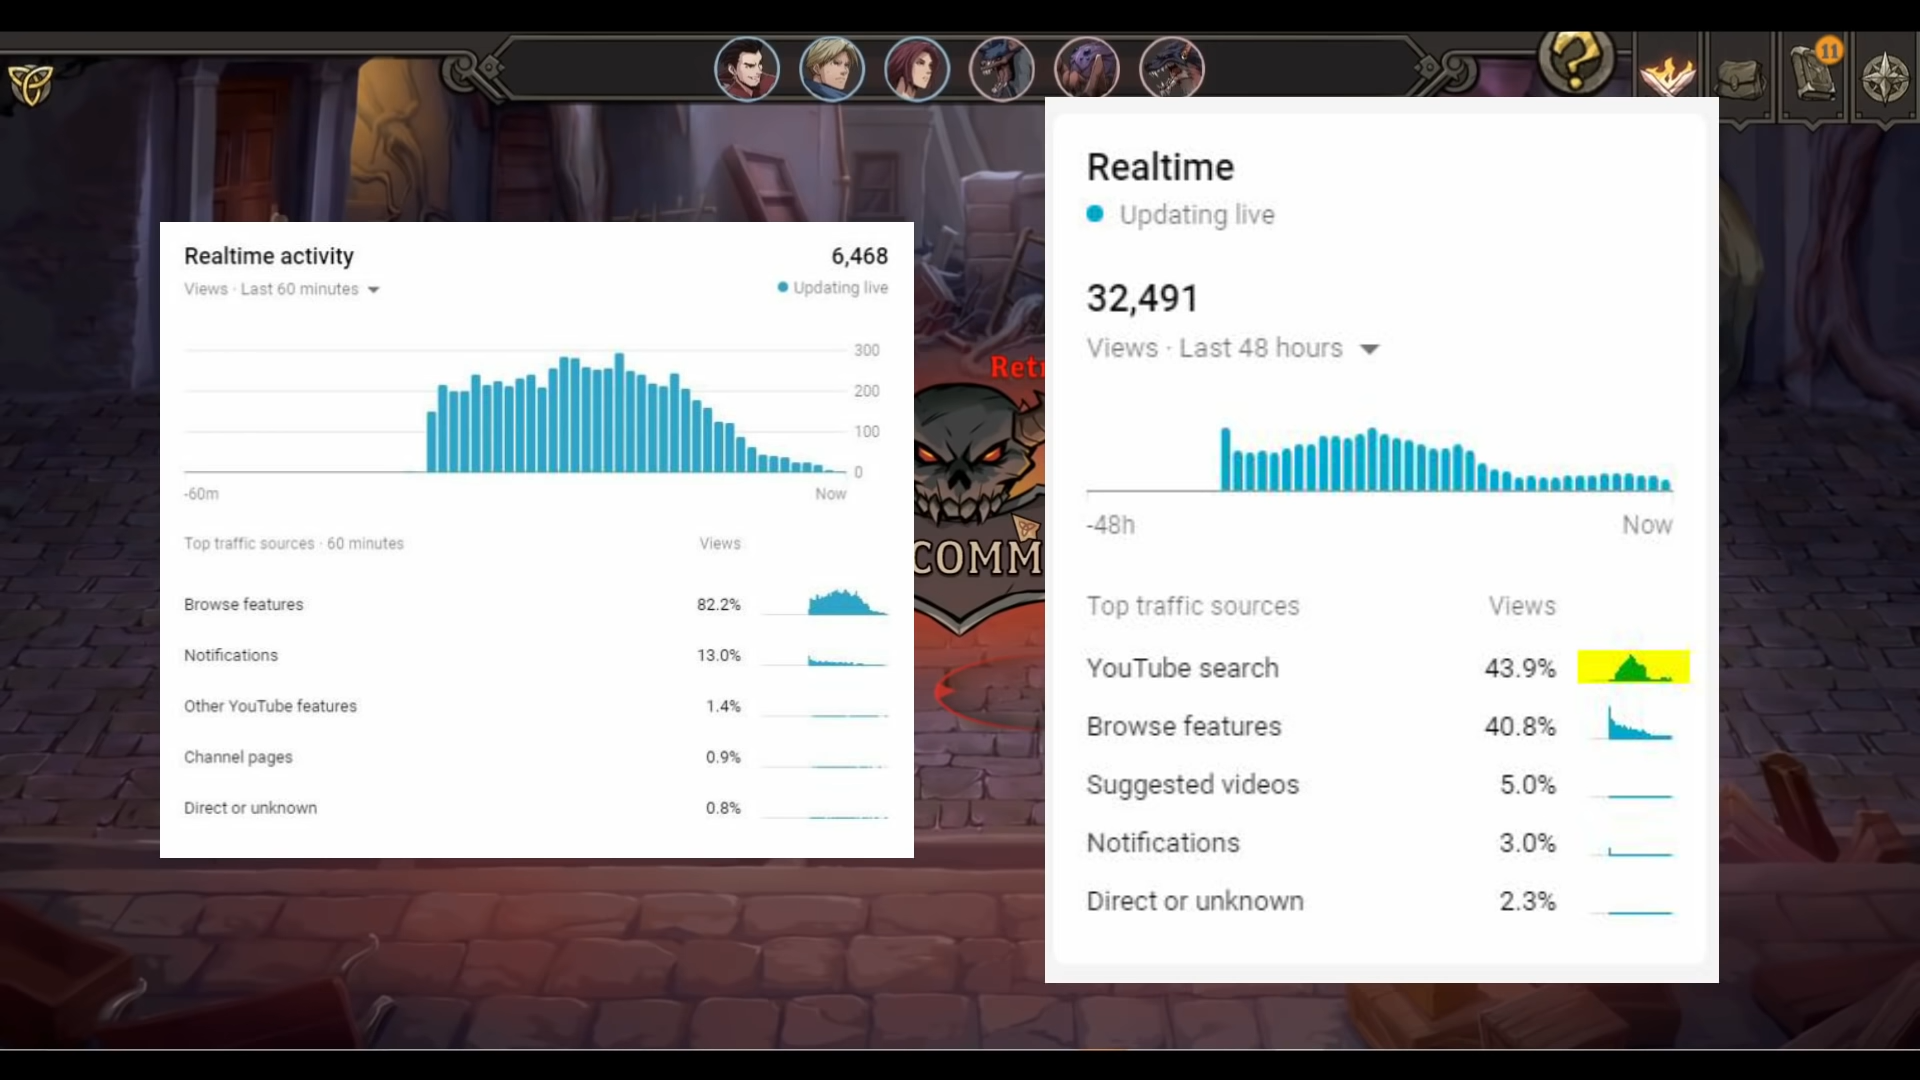 11
Realtime activity
6,468
Views · Last 60 minutes
Updating live
300
200
100
0
-60m
Now
Top traffic sources · 60 minutes
Views
Browse features
82.2%
Notifications
13.0%
Other YouTube features
1.4%
Channel pages
0.9%
Direct or unknown
0.8%
Retr
COMM
Realtime
Updating live
32,491
Views · Last 48 hours
-48h
Now
Top traffic sources
Views
YouTube search
43.9%
Browse features
40.8%
Suggested videos
5.0%
Notifications
3.0%
Direct or unknown
2.3%